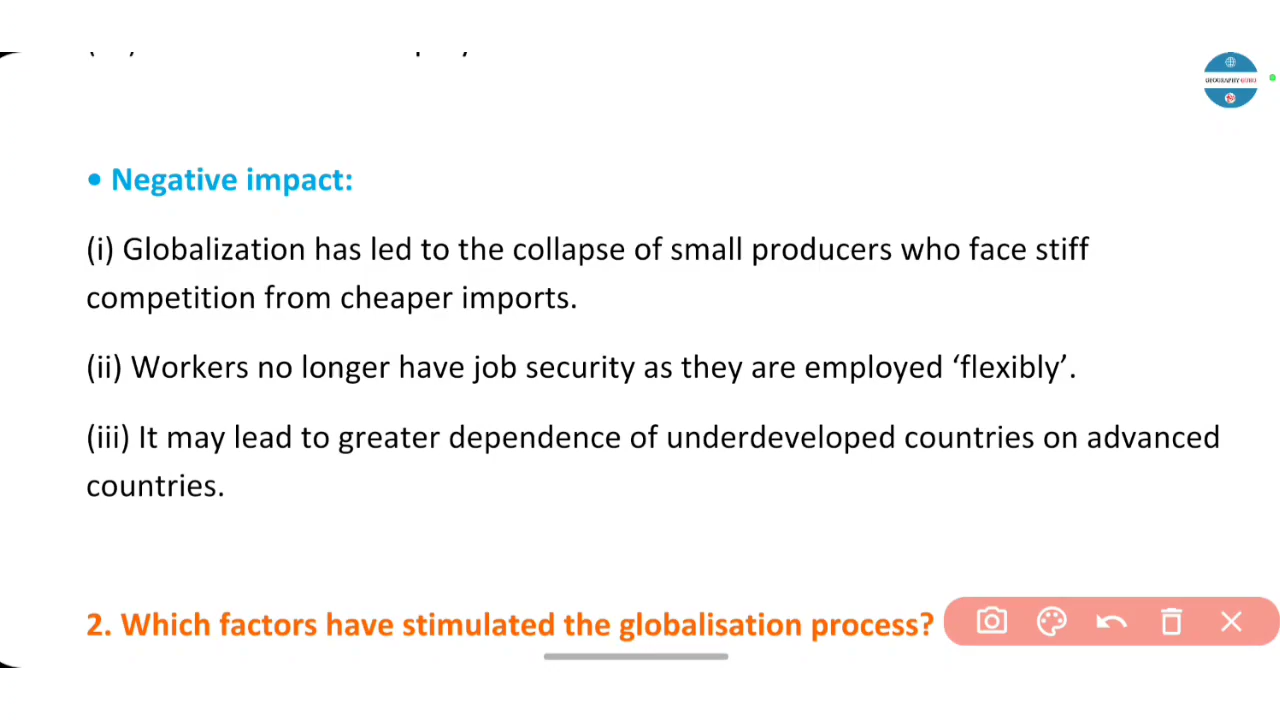 GEOGRAPHY GURU
• Negative impact:
(i) Globalization has led to the collapse of small producers who face stiff
competition from cheaper imports.
(ii) Workers no longer have job security as they are employed ‘flexibly’.
(iii) It may lead to greater dependence of underdeveloped countries on advanced
countries.
2. Which factors have stimulated the globalisation process?